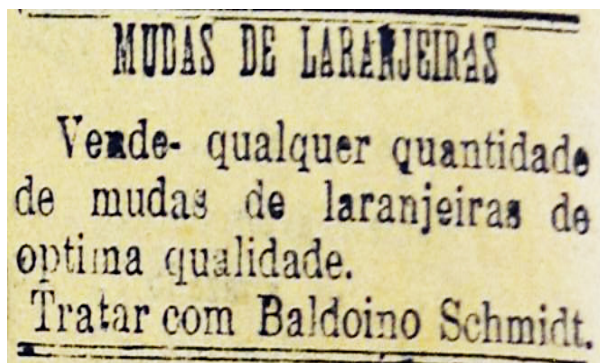 MUDAS DE LARANJEIRAS
Vende- qualquer quantidade
de mudas de laranjeiras de
optima qualidade.
Tratar com Baldoino Schmidt.